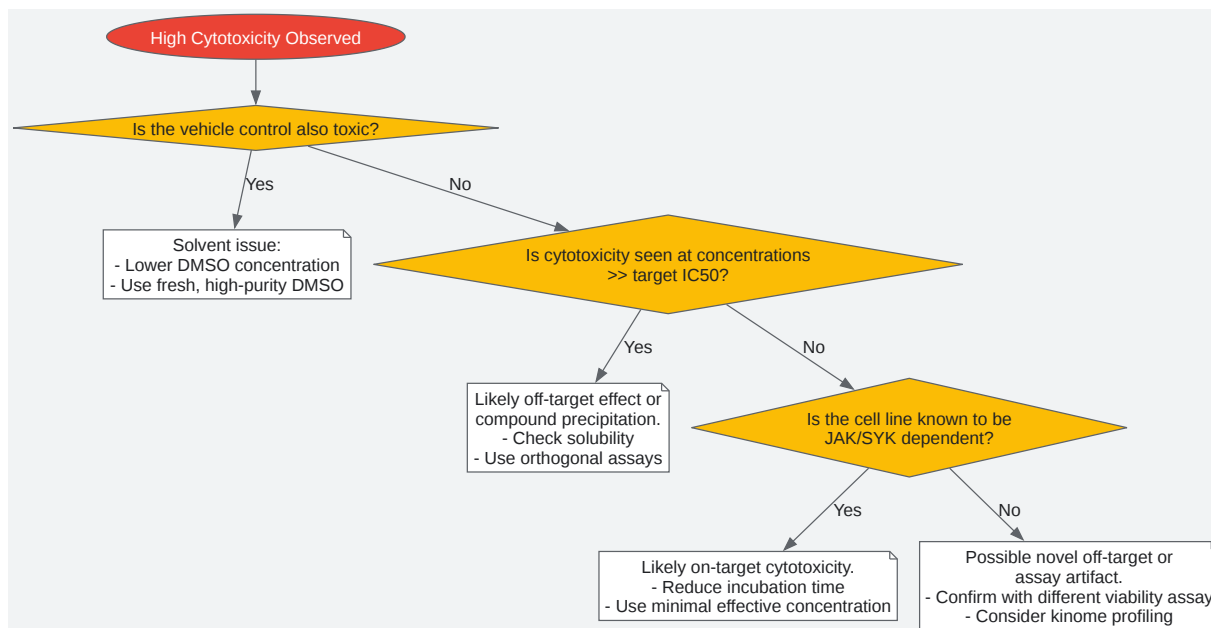 High Cytotoxicity Observed
Is the vehicle control also toxic?
Yes
No
Solvent issue:
- Lower DMSO concentration
- Use fresh, high-purity DMSO
Is cytotoxicity seen at concentrations
>> target IC50?
Yes
No
Likely off-target effect or
compound precipitation.
- Check solubility
- Use orthogonal assays
Is the cell line known to be
JAK/SYK dependent?
Yes
No
Likely on-target cytotoxicity.
- Reduce incubation time
- Use minimal effective concentration
Possible novel off-target or
assay artifact.
- Confirm with different viability assay
- Consider kinome profiling